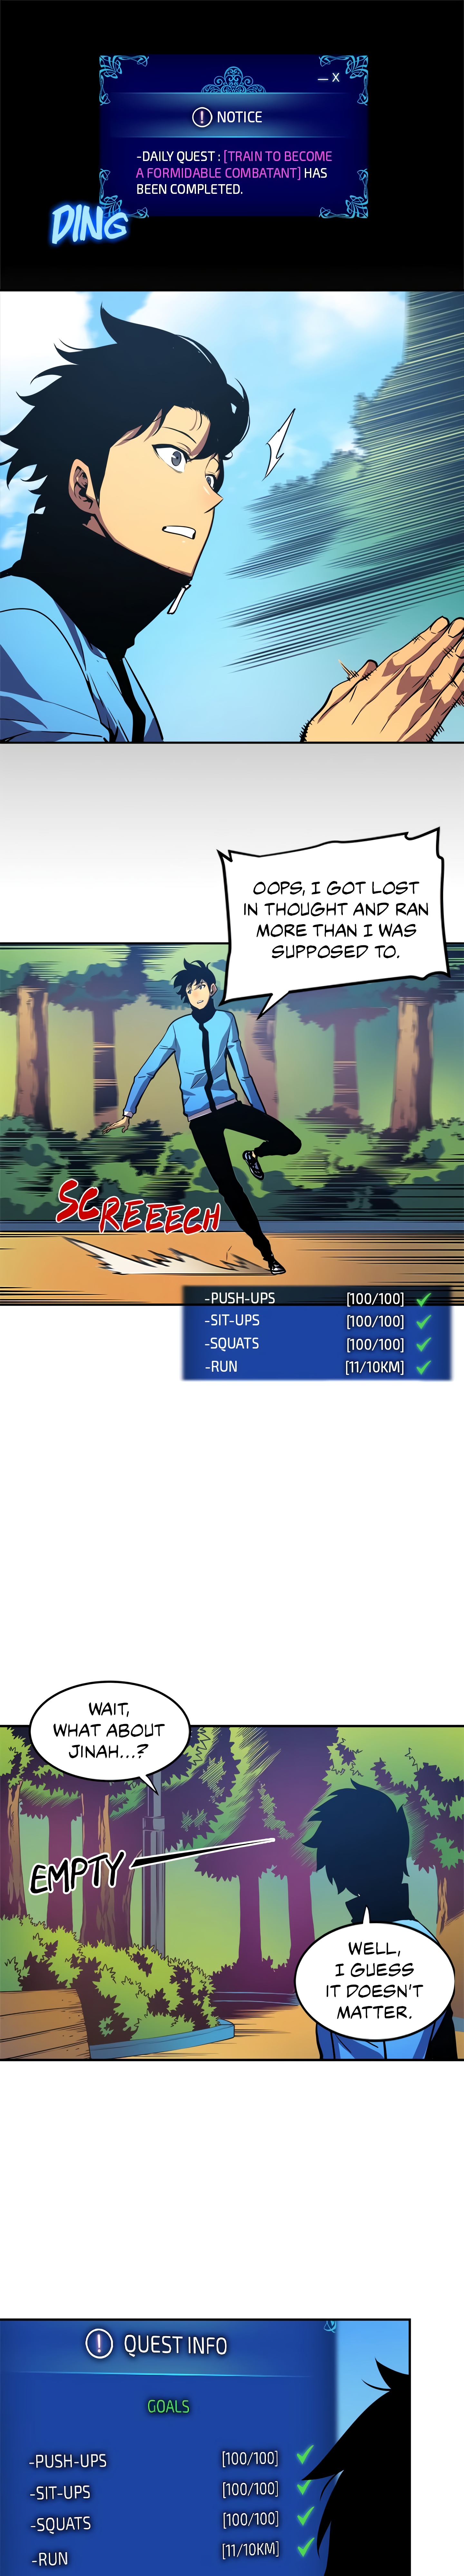 _ X
! NOTICE
-DAILY QUEST : [TRAIN TO BECOME
A FORMIDABLE COMBATANT] HAS
BEEN COMPLETED.
DING
OOPS, I GOT LOST
IN THOUGHT AND RAN
MORE THAN I WAS
SUPPOSED TO.
SCREEECH
-PUSH-UPS [100/100] ✓
-SIT-UPS [100/100] ✓
-SQUATS [100/100] ✓
-RUN [11/10KM] ✓
WAIT,
WHAT ABOUT
JINAH...?
EMPTY
WELL,
I GUESS
IT DOESN'T
MATTER.
! QUEST INFO
GOALS
-PUSH-UPS [100/100] ✓
-SIT-UPS [100/100] ✓
-SQUATS [100/100] ✓
-RUN [11/10KM] ✓